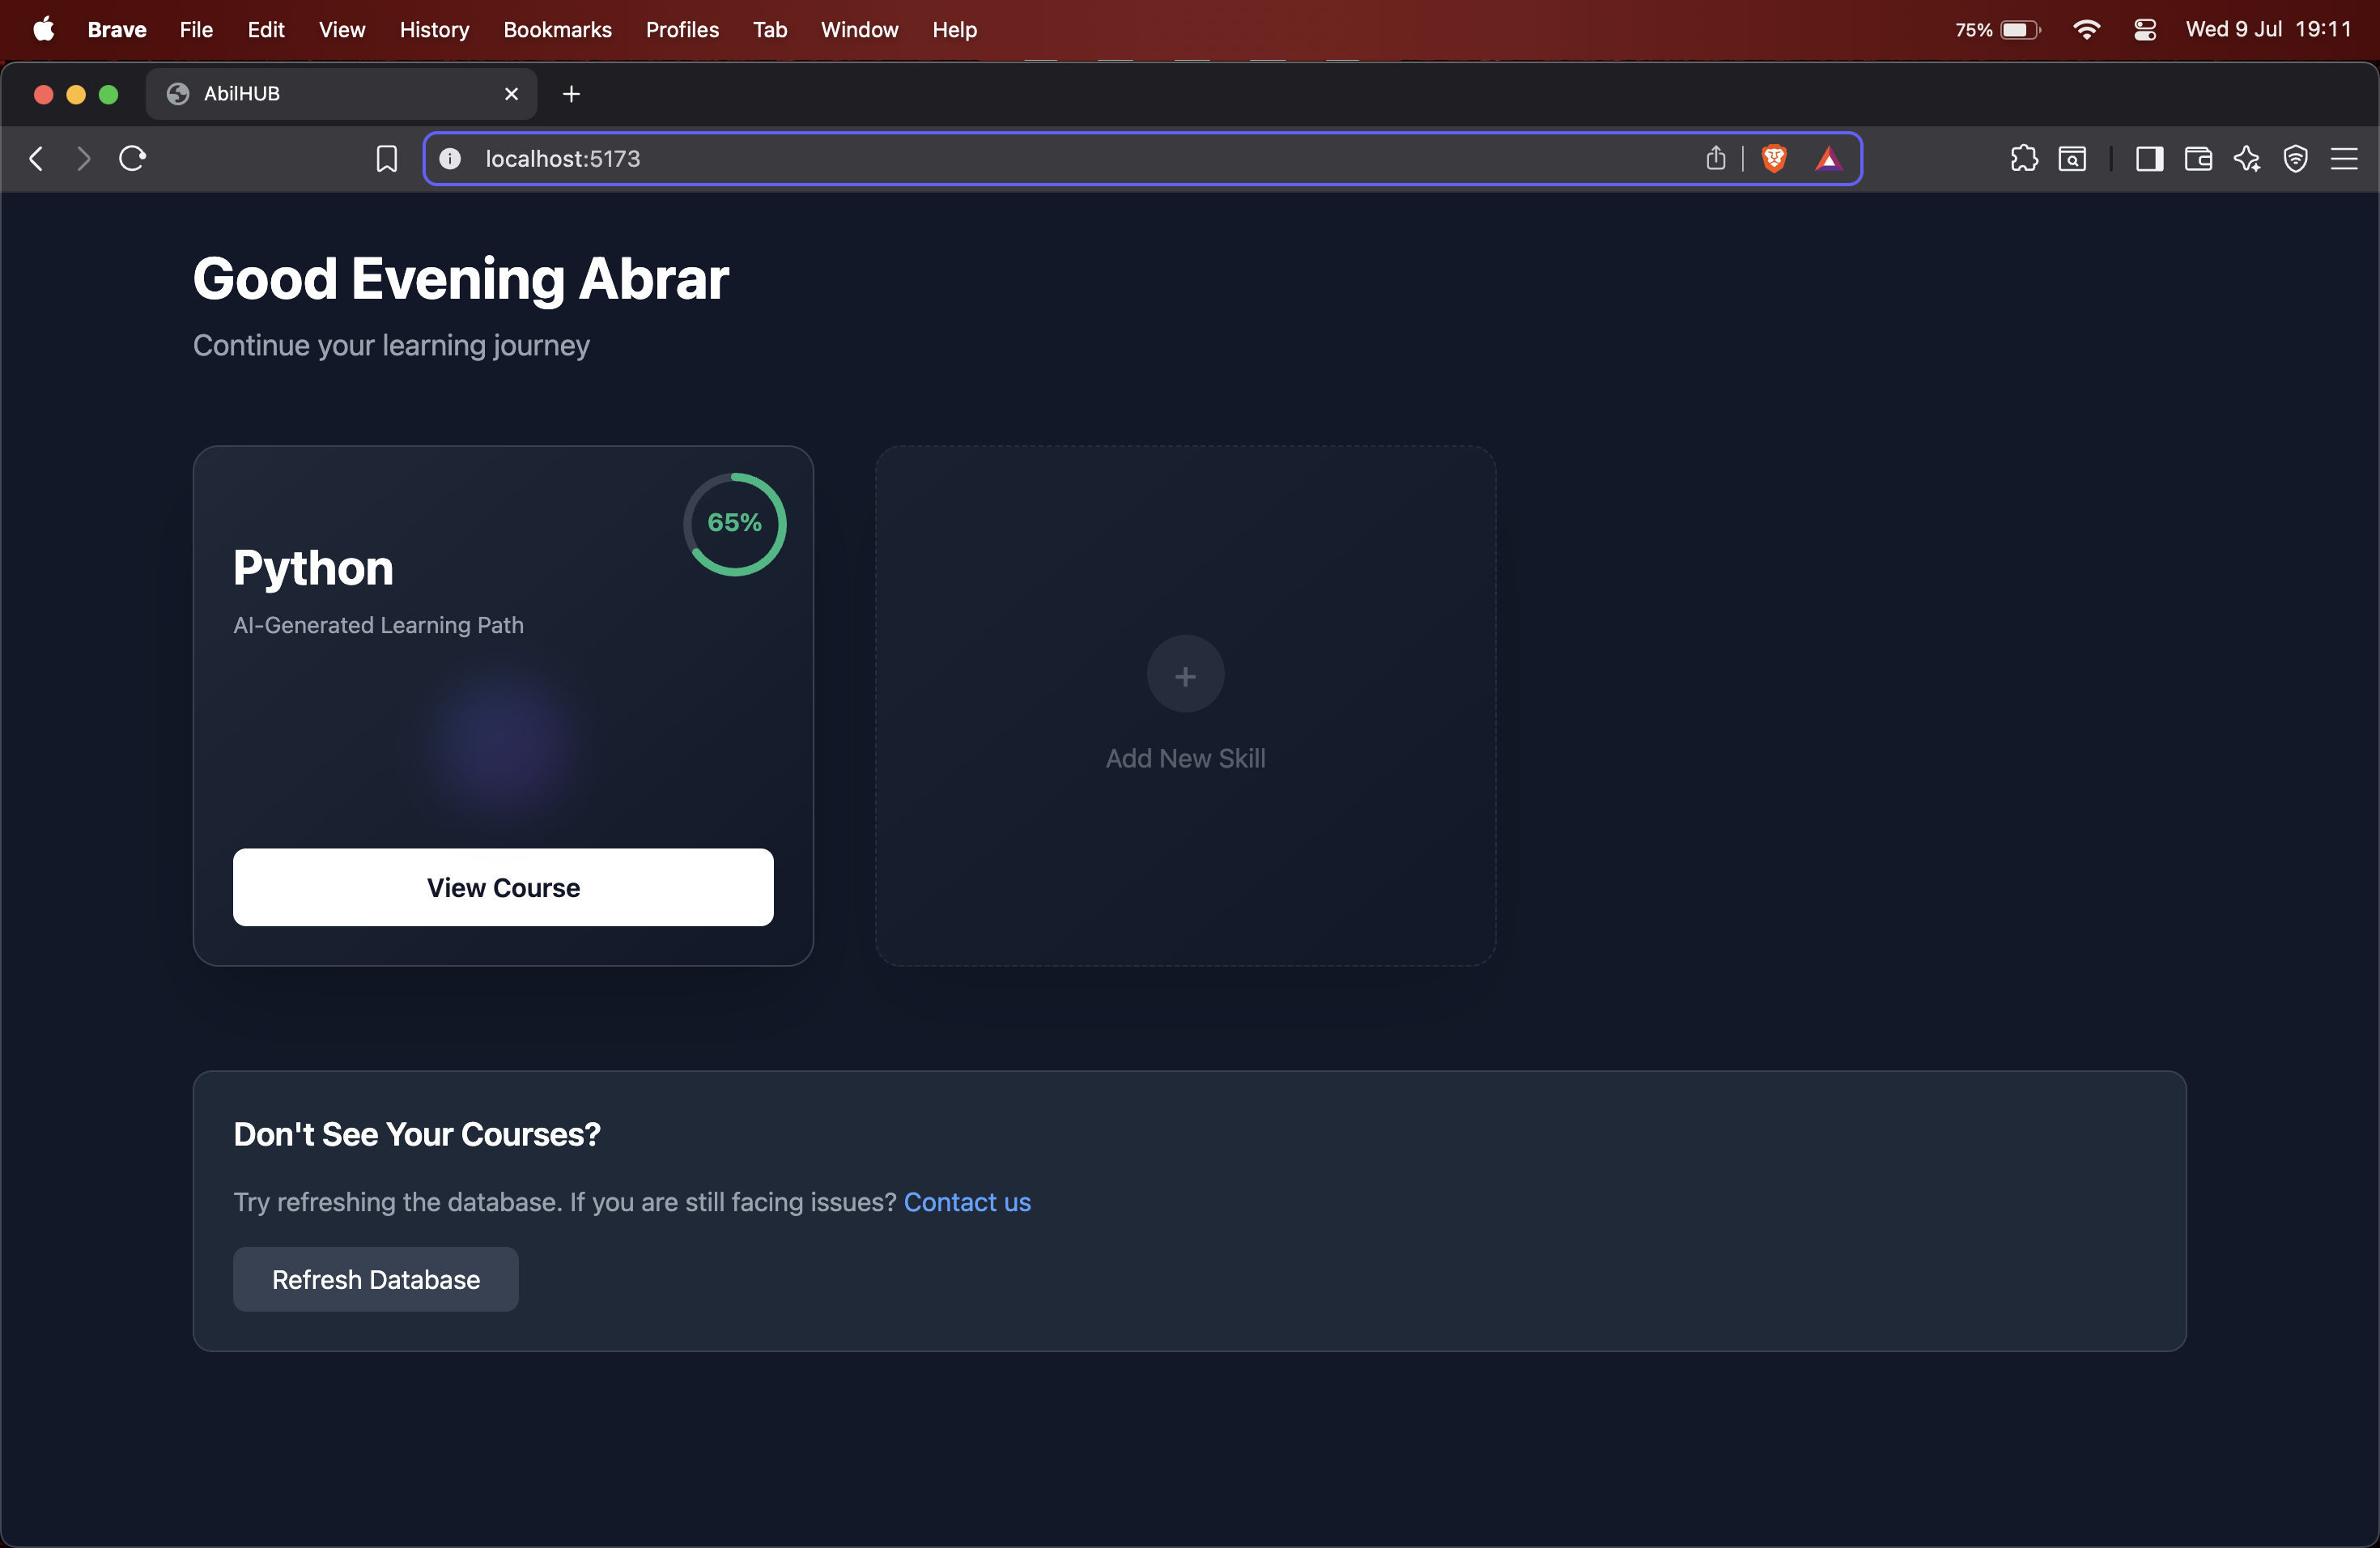 Brave File Edit View History Bookmarks Profiles Tab Window Help 75% Wed 9 Jul 19:11
AbilHUB
localhost:5173
Good Evening Abrar
Continue your learning journey
65%
Python
AI-Generated Learning Path
View Course
+
Add New Skill
Don't See Your Courses?
Try refreshing the database. If you are still facing issues? Contact us
Refresh Database